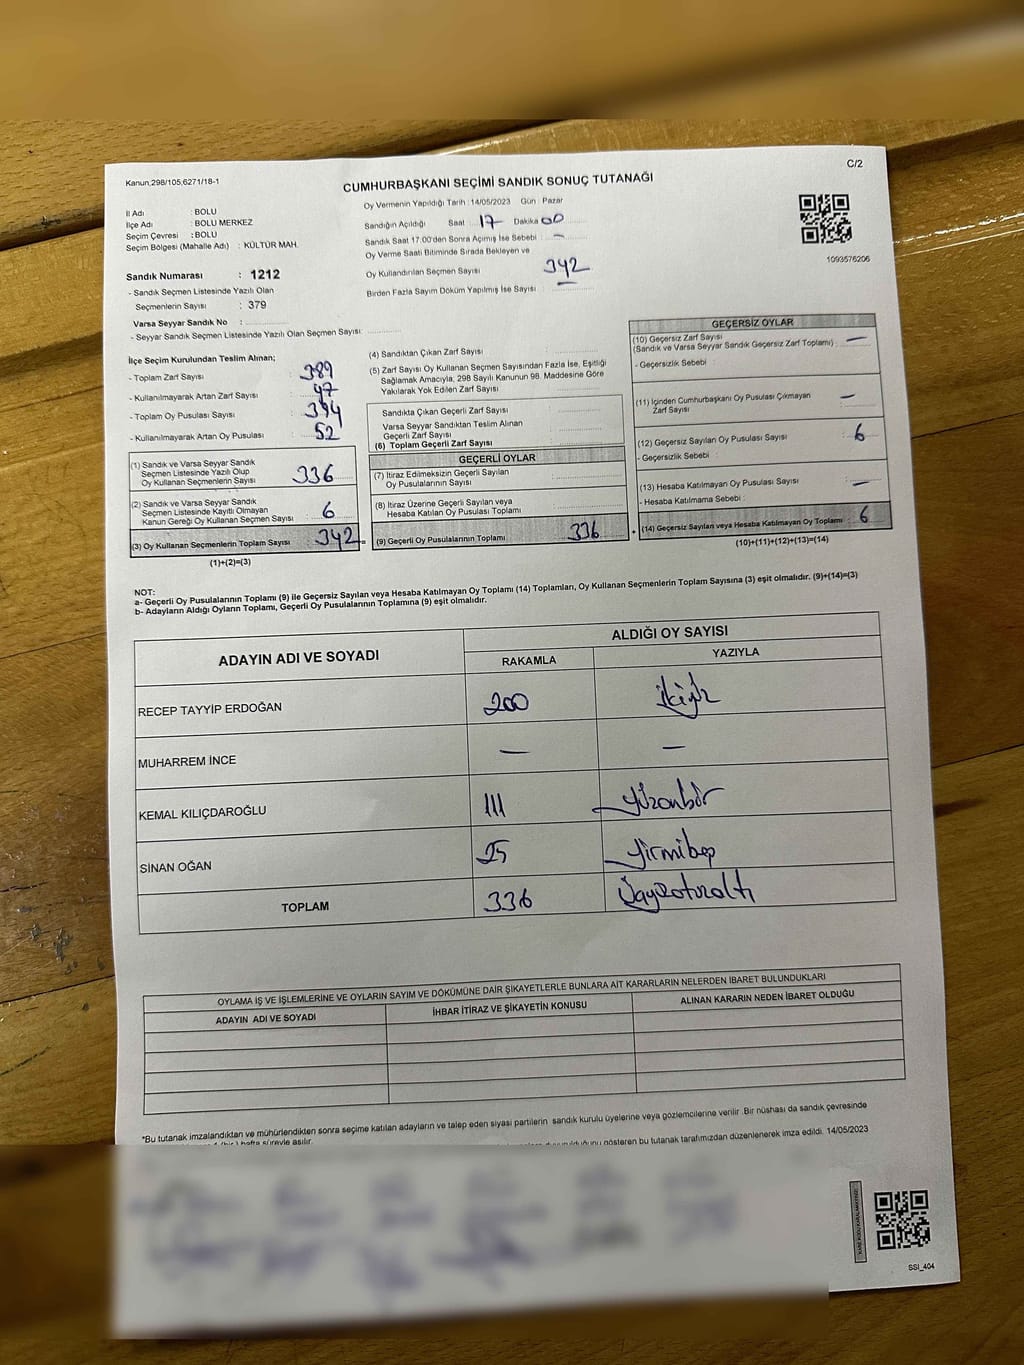 C/2
Kanun,298/105,6271/18-1
CUMHURBAŞKANI SEÇİMİ SANDIK SONUÇ TUTANAĞI
İl Adı : BOLU
İlçe Adı : BOLU MERKEZ
Seçim Çevresi : BOLU
Seçim Bölgesi (Mahalle Adı) : KÜLTÜR MAH.
Sandık Numarası : 1212
- Sandık Seçmen Listesinde Yazılı Olan
Seçmenlerin Sayısı : 379
Varsa Seyyar Sandık No :
- Seyyar Sandık Seçmen Listesinde Yazılı Olan Seçmen Sayısı:
Oy Vermenin Yapıldığı Tarih : 14/05/2023 Gün Pazar
Sandığın Açıldığı Saat 17 Dakika 00
Sandık Saat 17:00'den Sonra Açımış İse Sebebi : –
Oy Verme Saati Bitiminde Sırada Bekleyen ve
Oy Kullandırılan Seçmen Sayısı 342
Birden Fazla Sayım Döküm Yapılmış İse Sayısı :
1093576206
İlçe Seçim Kurulundan Teslim Alınan;
- Toplam Zarf Sayısı : 389
- Kullanılmayarak Artan Zarf Sayısı : 47
- Toplam Oy Pusulası Sayısı : 394
- Kullanılmayarak Artan Oy Pusulası : 52
(1) Sandık ve Varsa Seyyar Sandık
Seçmen Listesinde Yazılı Olup
Oy Kullanan Seçmenlerin Sayısı 336
(2) Sandık ve Varsa Seyyar Sandık
Seçmen Listesinde Kayıtlı Olmayan
Kanun Gereği Oy Kullanan Seçmen Sayısı 6
(3) Oy Kullanan Seçmenlerin Toplam Sayısı 342 =
(1)+(2)=(3)
(4) Sandıktan Çıkan Zarf Sayısı :
(5) Zarf Sayısı Oy Kullanan Seçmen Sayısından Fazla İse, Eşitliği
Sağlamak Amacıyla, 298 Sayılı Kanunun 98. Maddesine Göre
Yakılarak Yok Edilen Zarf Sayısı :
Sandıkta Çıkan Geçerli Zarf Sayısı
Varsa Seyyar Sandıktan Teslim Alınan
Geçerli Zarf Sayısı
(6) Toplam Geçerli Zarf Sayısı
GEÇERLİ OYLAR
(7) İtiraz Edilmeksizin Geçerli Sayılan
Oy Pusulasının Sayısı
(8) İtiraz Üzerine Geçerli Sayılan veya
Hesaba Katılan Oy Pusulası Toplamı
(9) Geçerli Oy Pusulalarının Toplamı 336 +
GEÇERSİZ OYLAR
(10) Geçersiz Zarf Sayısı
(Sandık ve Varsa Seyyar Sandık Geçersiz Zarf Toplamı) : –
- Geçersizlik Sebebi :
(11) İçinden Cumhurbaşkanı Oy Pusulası Çıkmayan
Zarf Sayısı –
(12) Geçersiz Sayılan Oy Pusulası Sayısı 6
- Geçersizlik Sebebi :
(13) Hesaba Katılmayan Oy Pusulası Sayısı –
- Hesaba Katılmama Sebebi :
(14) Geçersiz Sayılan veya Hesaba Katılmayan Oy Toplamı 6
(10)+(11)+(12)+(13)=(14)
NOT:
a- Geçerli Oy Pusulalarının Toplamı (9) ile Geçersiz Sayılan veya Hesaba Katılmayan Oy Toplamı (14) Toplamları, Oy Kullanan Seçmenlerin Toplam Sayısına (3) eşit olmalıdır. (9)+(14)=(3)
b- Adayların Aldığı Oyların Toplamı, Geçerli Oy Pusulalarının Toplamına (9) eşit olmalıdır.
ADAYIN ADI VE SOYADI ALDIĞI OY SAYISI
RAKAMLA YAZIYLA
RECEP TAYYİP ERDOĞAN 200 ikiyüz
MUHARREM İNCE – –
KEMAL KILIÇDAROĞLU 111 yüzonbir
SİNAN OĞAN 25 yirmibeş
TOPLAM 336 üçyüzotuzaltı
OYLAMA İŞ VE İŞLEMLERİNE VE OYLARIN SAYIM VE DÖKÜMÜNE DAİR ŞİKAYETLERLE BUNLARA AİT KARARLARIN NELERDEN İBARET BULUNDUKLARI
ADAYIN ADI VE SOYADI İHBAR İTİRAZ VE ŞİKAYETİN KONUSU ALINAN KARARIN NEDEN İBARET OLDUĞU
*Bu tutanak imzalandıktan ve mühürlendikten sonra seçime katılan adayların ve talep eden siyasi partilerin sandık kurulu üyelerine veya gözlemcilerine verilir .Bir nüshası da sandık çevresinde
hafta süreyle asılır.
gösteren bu tutanak tarafımızdan düzenlenerek imza edildi. 14/05/2023
SSI_404